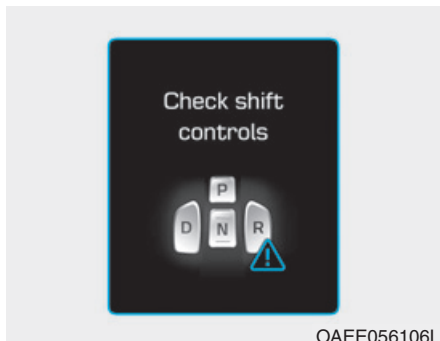 Check shift
controls
P
D N R
OAEE056106L